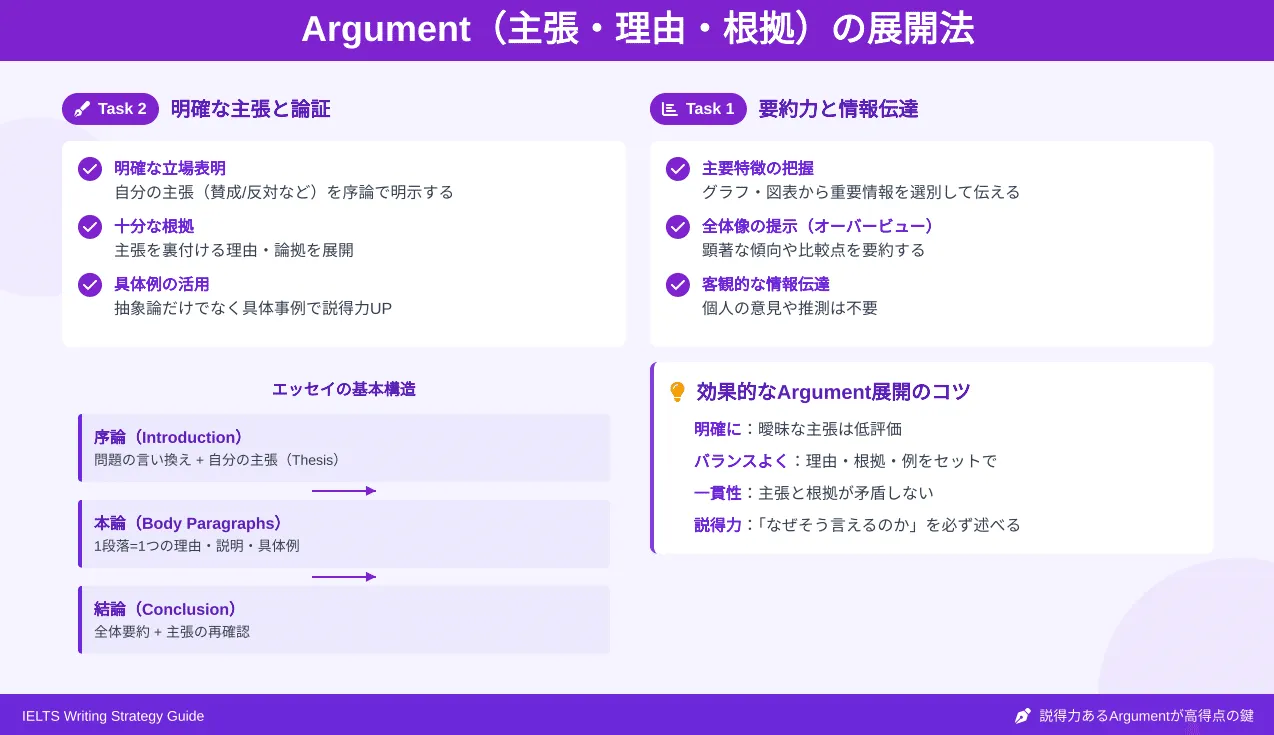 Argument（主張・理由・根拠）の展開法
Task 2 明確な主張と論証
明確な立場表明
自分の主張（賛成/反対など）を序論で明示する
十分な根拠
主張を裏付ける理由・論拠を展開
具体例の活用
抽象論だけでなく具体事例で説得力UP
エッセイの基本構造
序論（Introduction）
問題の言い換え + 自分の主張（Thesis）
本論（Body Paragraphs）
1段落=1つの理由・説明・具体例
結論（Conclusion）
全体要約 + 主張の再確認
Task 1 要約力と情報伝達
主要特徴の把握
グラフ・図表から重要情報を選別して伝える
全体像の提示（オーバービュー）
顕著な傾向や比較点を要約する
客観的な情報伝達
個人の意見や推測は不要
効果的なArgument展開のコツ
明確に：曖昧な主張は低評価
バランスよく：理由・根拠・例をセットで
一貫性：主張と根拠が矛盾しない
説得力：「なぜそう言えるのか」を必ず述べる
IELTS Writing Strategy Guide
説得力あるArgumentが高得点の鍵